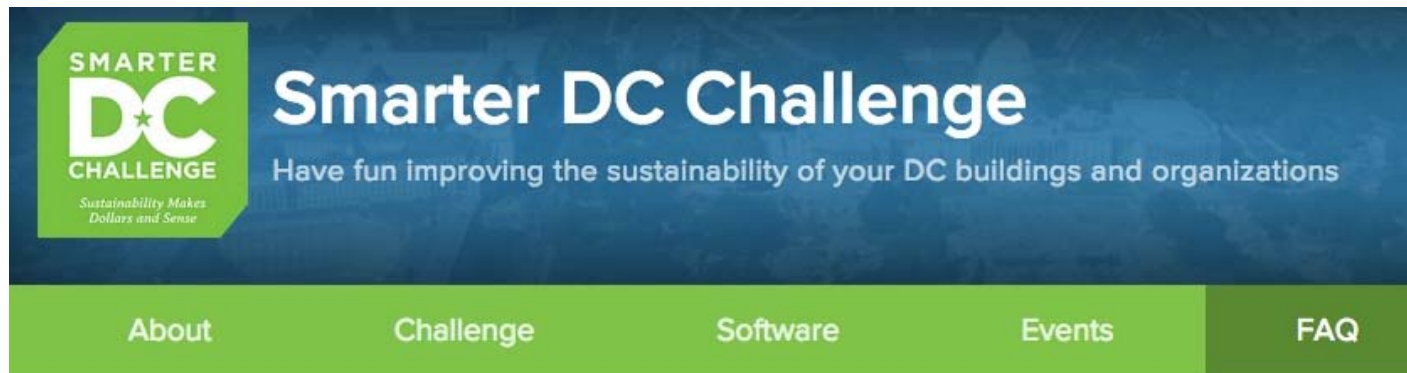 SMARTER
DC
CHALLENGE
Sustainability Makes
Dollars and Sense
Smarter DC Challenge
Have fun improving the sustainability of your DC buildings and organizations
About Challenge Software Events FAQ